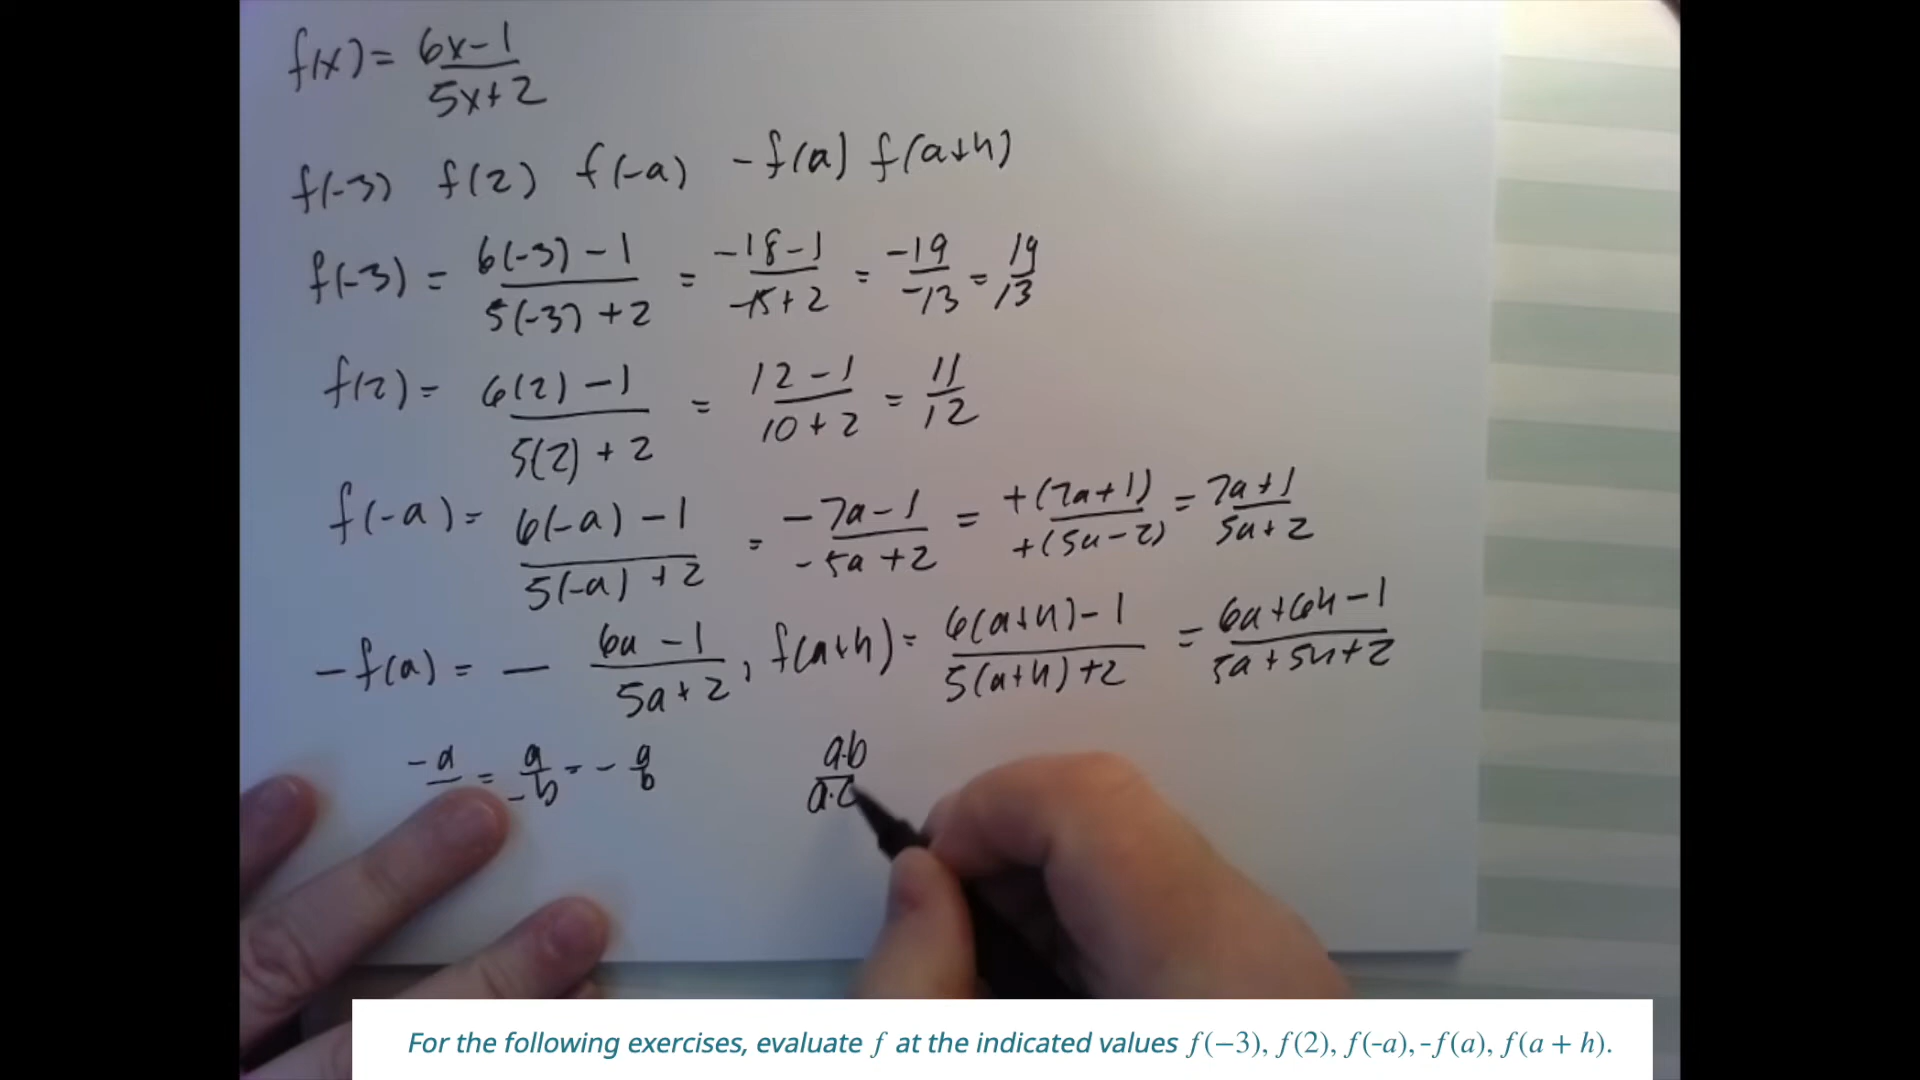 f(x) = (6x-1)/(5x+2)
f(-3) f(2) f(-a) -f(a) f(a+h)
f(-3) = (6(-3)-1)/(5(-3)+2) = (-18-1)/(-15+2) = -19/-13 = 19/13
f(2) = (6(2)-1)/(5(2)+2) = (12-1)/(10+2) = 11/12
f(-a) = (6(-a)-1)/(5(-a)+2) = (-7a-1)/(-5a+2) = +(7a+1)/+(5a-2) = (7a+1)/(5a+2)
-f(a) = - (6a-1)/(5a+2), f(a+h) = (6(a+h)-1)/(5(a+h)+2) = (6a+6h-1)/(5a+5h+2)
-a/ = a/-b = - a/b a·b/a·c
For the following exercises, evaluate f at the indicated values f(−3), f(2), f(-a), -f(a), f(a + h).